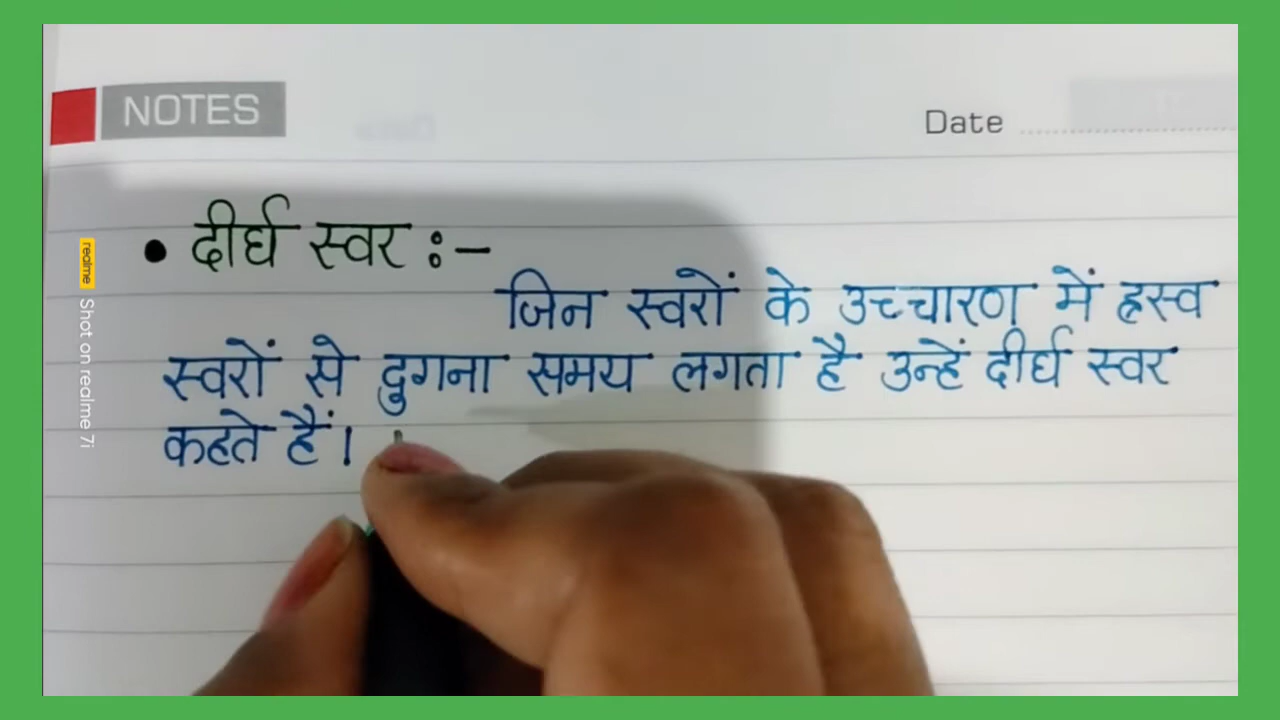 NOTES
Date
• दीर्घ स्वर :–
जिन स्वरों के उच्चारण में ह्रस्व
स्वरों से दुगना समय लगता है उन्हें दीर्घ स्वर
कहते हैं।
realme Shot on realme 7i